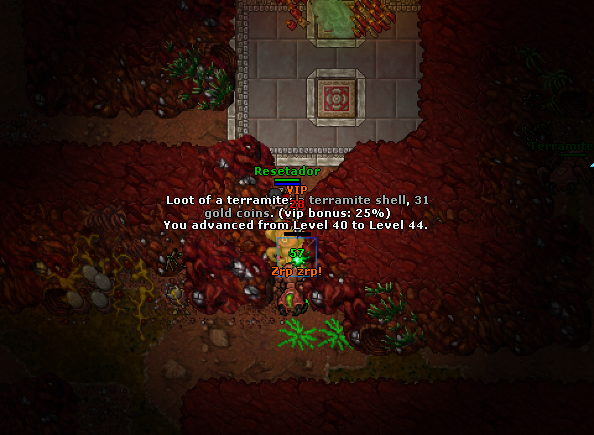 Terramite
Resetador
VIP
Loot of a terramite: a terramite shell, 31
gold coins. (vip bonus: 25%)
You advanced from Level 40 to Level 44.
57
Zrp zrp!